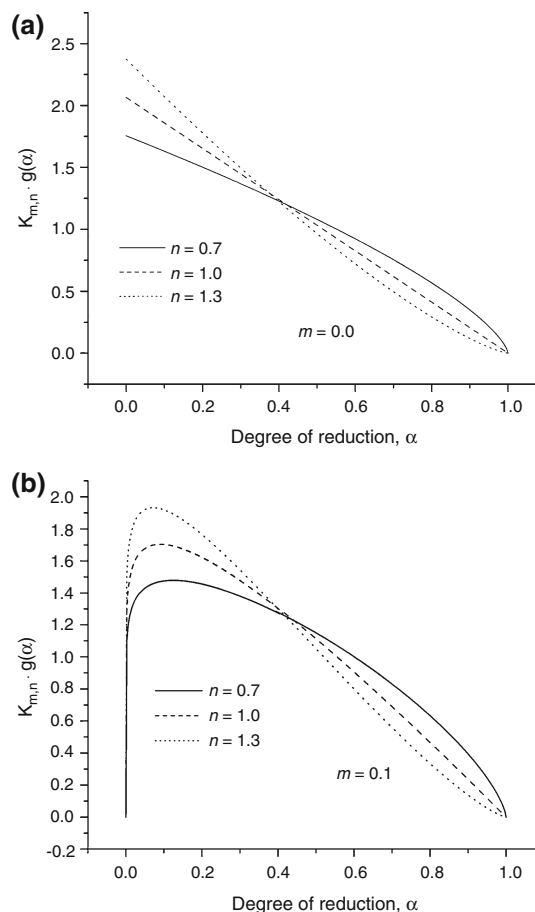 (a)
2.5
2.0
1.5
1.0
0.5
0.0
K_{m,n} · g(α)
n = 0.7
n = 1.0
n = 1.3
m = 0.0
0.0 0.2 0.4 0.6 0.8 1.0
Degree of reduction, α
(b)
2.0
1.8
1.6
1.4
1.2
1.0
0.8
0.6
0.4
0.2
0.0
-0.2
K_{m,n} · g(α)
n = 0.7
n = 1.0
n = 1.3
m = 0.1
0.0 0.2 0.4 0.6 0.8 1.0
Degree of reduction, α